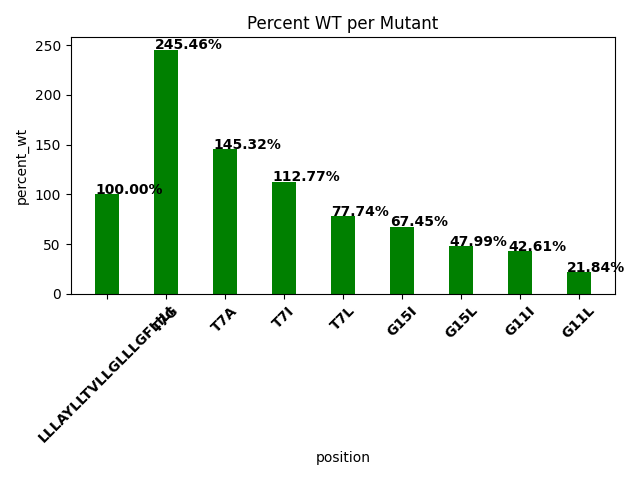 Percent WT per Mutant
percent_wt
250
200
150
100
50
0
100.00%
245.46%
145.32%
112.77%
77.74%
67.45%
47.99%
42.61%
21.84%
T7G
T7A
T7I
T7L
G15I
G15L
G11I
G11L
position